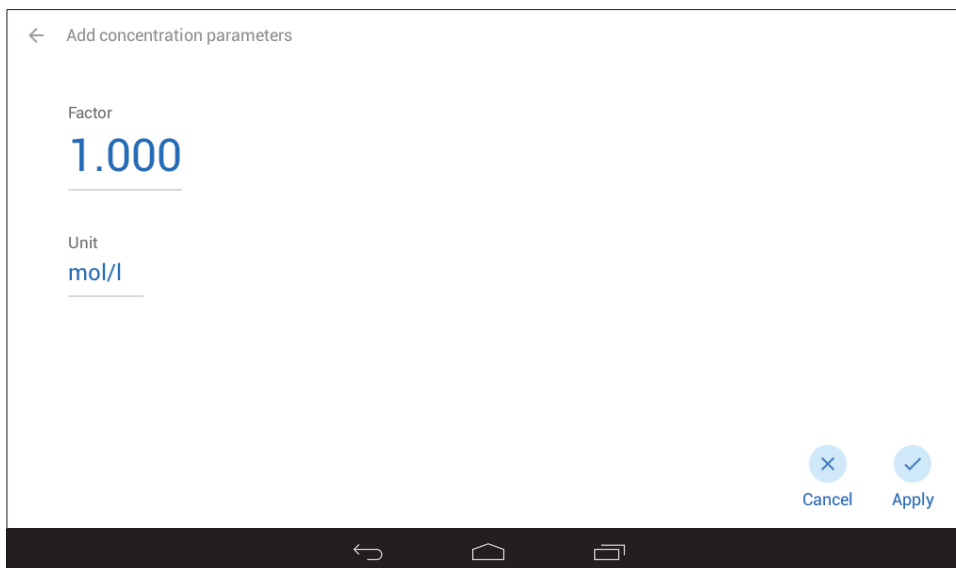 Add concentration parameters
Factor
1.000
Unit
mol/l
Cancel Apply